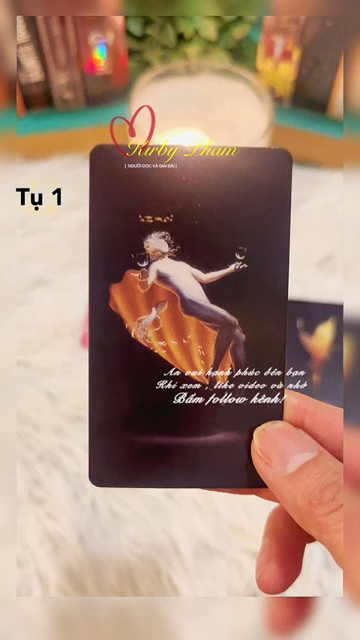 Kirby Pham
[ NGƯỜI ĐỌC VÀ GIẢI BÀI ]
Tụ 1
An vui hạnh phúc đến bạn
Khi xem , like video và nhớ
Bấm follow kênh!